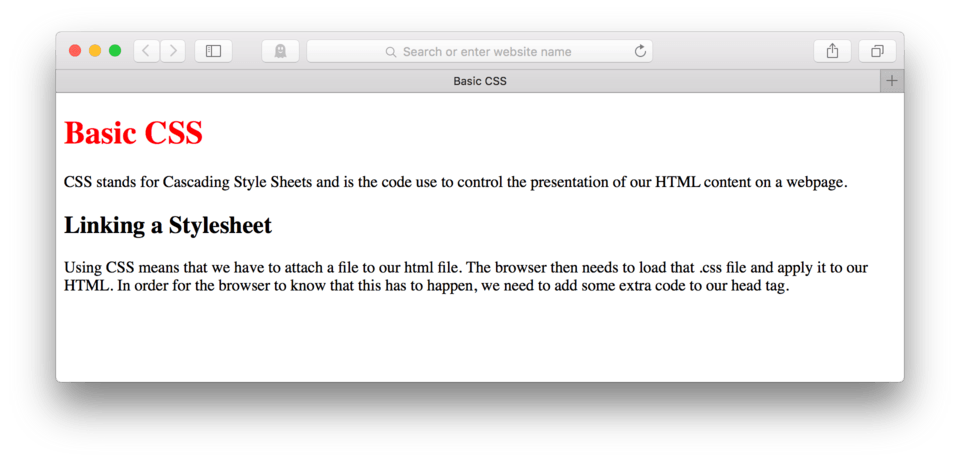 Search or enter website name
Basic CSS
Basic CSS
CSS stands for Cascading Style Sheets and is the code use to control the presentation of our HTML content on a webpage.
Linking a Stylesheet
Using CSS means that we have to attach a file to our html file. The browser then needs to load that .css file and apply it to our
HTML. In order for the browser to know that this has to happen, we need to add some extra code to our head tag.